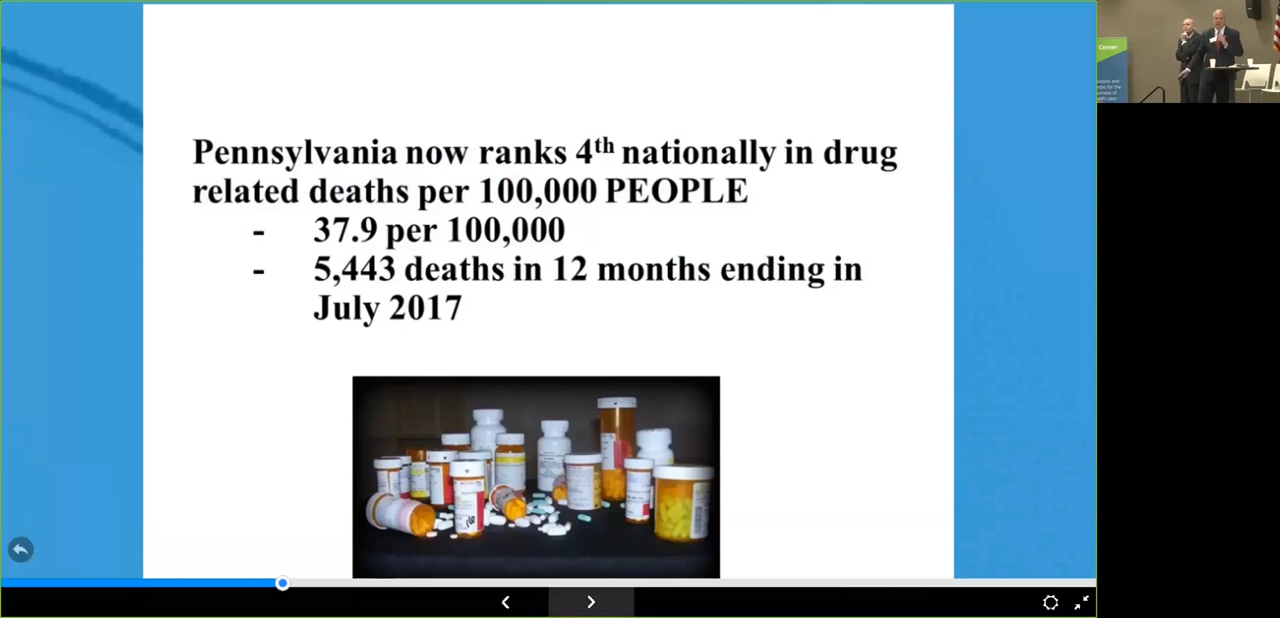 Pennsylvania now ranks 4th nationally in drug
related deaths per 100,000 PEOPLE
- 37.9 per 100,000
- 5,443 deaths in 12 months ending in
July 2017
Center